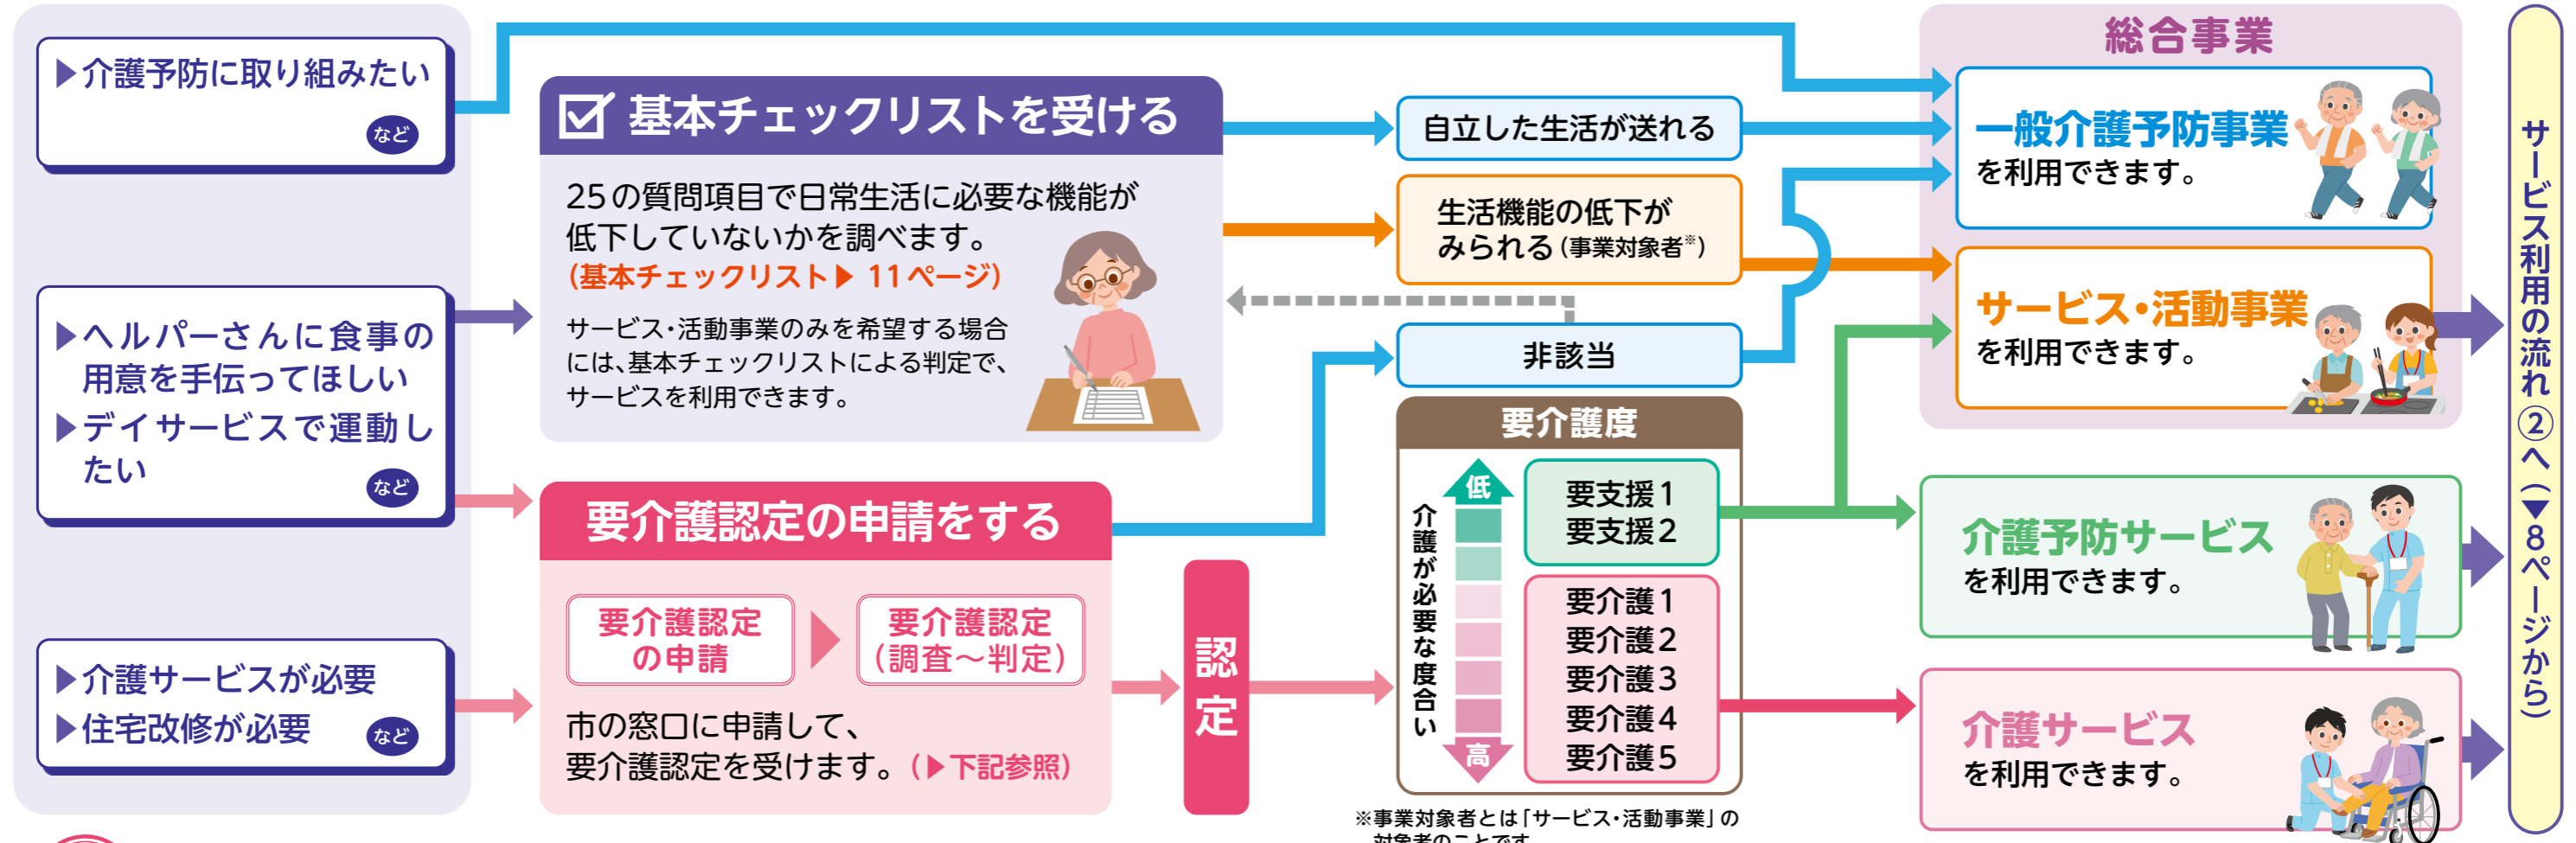 ▶介護予防に取り組みたい
など
▶ヘルパーさんに食事の
用意を手伝ってほしい
▶デイサービスで運動し
たい
など
▶介護サービスが必要
▶住宅改修が必要
など
基本チェックリストを受ける
25の質問項目で日常生活に必要な機能が
低下していないかを調べます。
(基本チェックリスト▶ 11ページ)
サービス・活動事業のみを希望する場合
には、基本チェックリストによる判定で、
サービスを利用できます。
要介護認定の申請をする
要介護認定
の申請
要介護認定
(調査〜判定)
市の窓口に申請して、
要介護認定を受けます。(▶下記参照)
認定
自立した生活が送れる
生活機能の低下が
みられる(事業対象者※)
非該当
要介護度
介護が必要な度合い
低
高
要支援1
要支援2
要介護1
要介護2
要介護3
要介護4
要介護5
※事業対象者とは「サービス・活動事業」の
対象者のことです
総合事業
一般介護予防事業
を利用できます。
サービス・活動事業
を利用できます。
介護予防サービス
を利用できます。
介護サービス
を利用できます。
サービス利用の流れ②へ(▼8ページから)